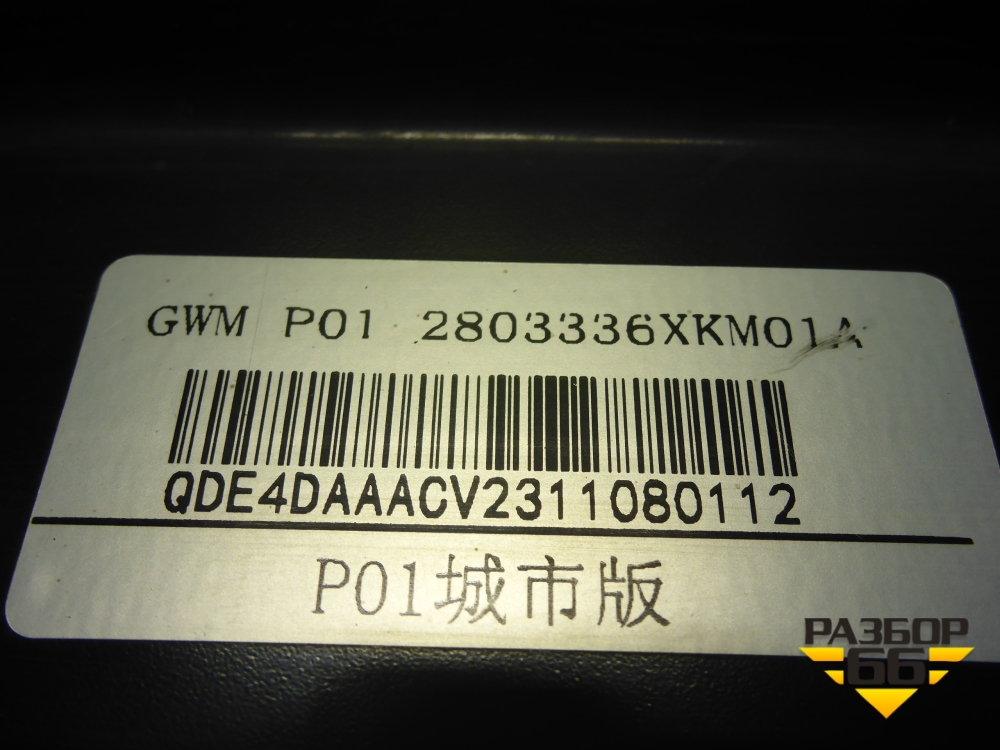 GWM P01 2803336XKM01A
QDE4DAAACV2311080112
P01城市版
РАЗБОР
66